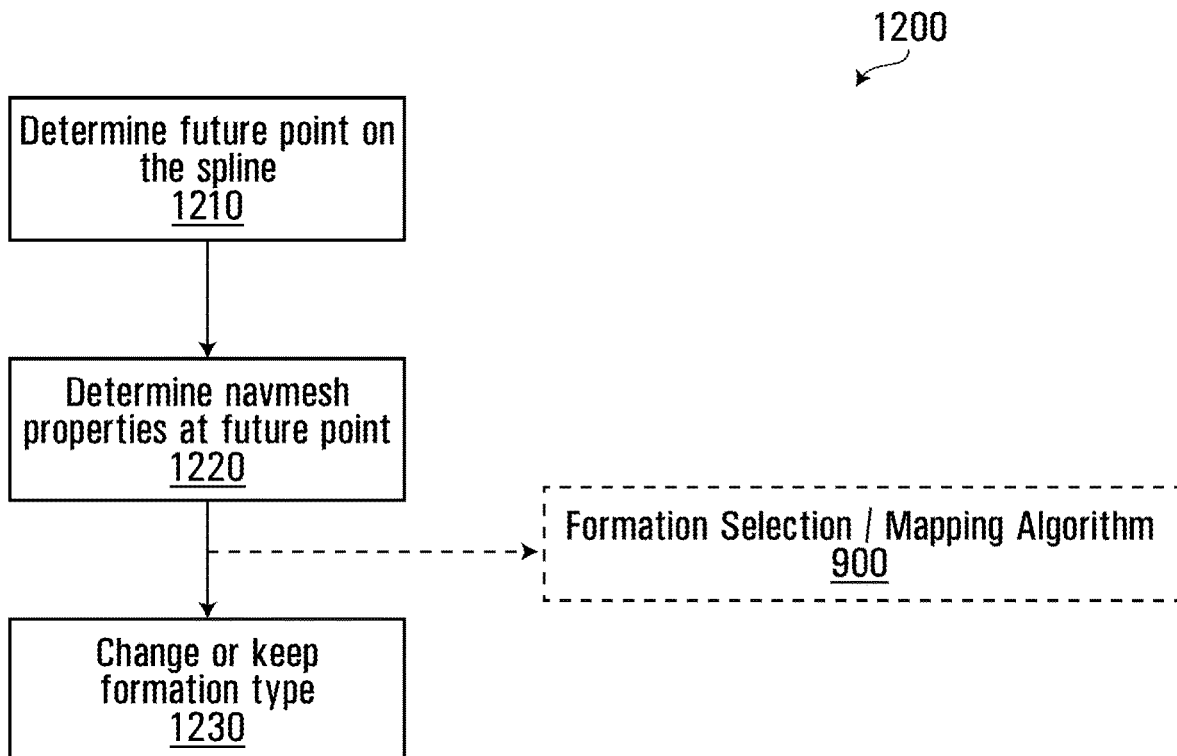 1200
Determine future point on
the spline
1210
Determine navmesh
properties at future point
1220
Formation Selection / Mapping Algorithm
900
Change or keep
formation type
1230